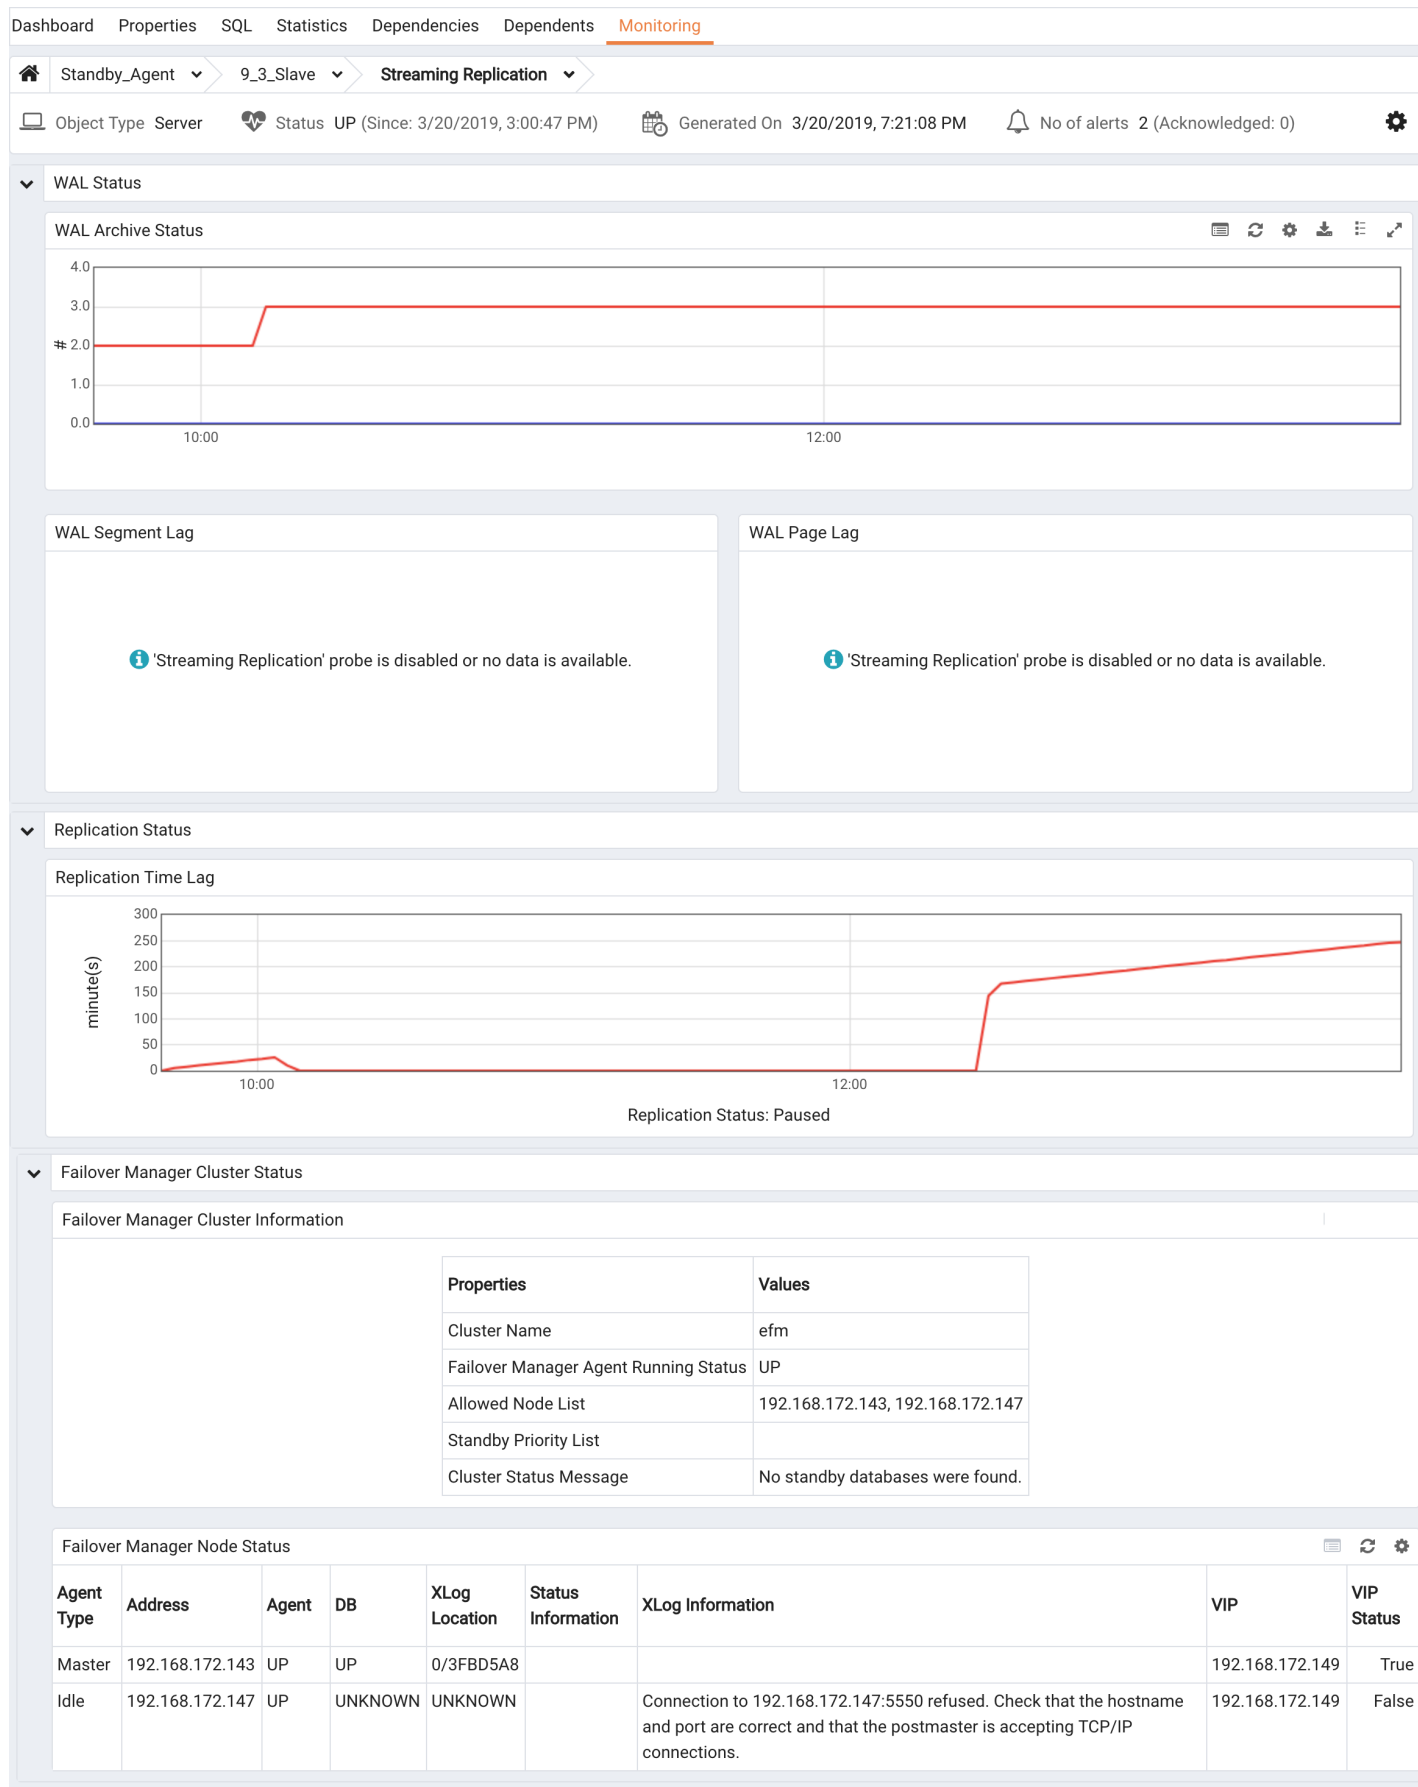 Dashboard Properties SQL Statistics Dependencies Dependents Monitoring
Standby_Agent 9_3_Slave Streaming Replication
Object Type Server Status UP (Since: 3/20/2019, 3:00:47 PM) Generated On 3/20/2019, 7:21:08 PM No of alerts 2 (Acknowledged: 0)
WAL Status
WAL Archive Status
4.0
3.0
# 2.0
1.0
0.0
10:00 12:00
WAL Segment Lag WAL Page Lag
'Streaming Replication' probe is disabled or no data is available. 'Streaming Replication' probe is disabled or no data is available.
Replication Status
Replication Time Lag
300
250
200
150
100
50
0
minute(s)
10:00 12:00
Replication Status: Paused
Failover Manager Cluster Status
Failover Manager Cluster Information
Properties Values
Cluster Name efm
Failover Manager Agent Running Status UP
Allowed Node List 192.168.172.143, 192.168.172.147
Standby Priority List
Cluster Status Message No standby databases were found.
Failover Manager Node Status
Agent Type Address Agent DB XLog Location Status Information XLog Information VIP VIP Status
Master 192.168.172.143 UP UP 0/3FBD5A8 192.168.172.149 True
Idle 192.168.172.147 UP UNKNOWN UNKNOWN Connection to 192.168.172.147:5550 refused. Check that the hostname 192.168.172.149 False
and port are correct and that the postmaster is accepting TCP/IP
connections.